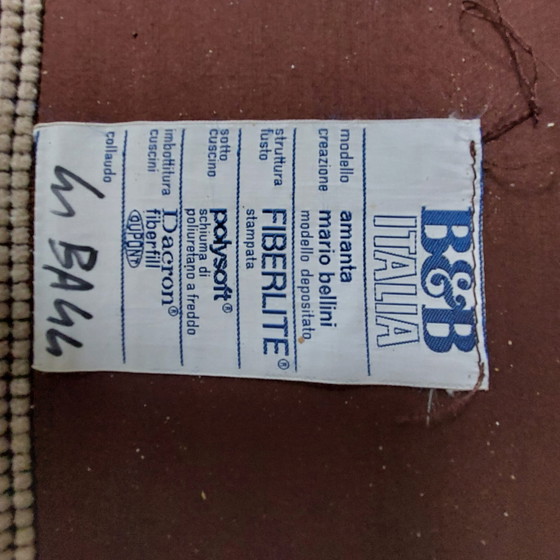 B&B
ITALIA
modello amanta
creazione mario bellini
modello depositato
struttura fusto FIBERLITE®
stampata
sotto cuscino polysoft®
schiuma di
poliuretano a freddo
imbottitura cuscini Dacron®
fiberfill
DUPONT
collaudo